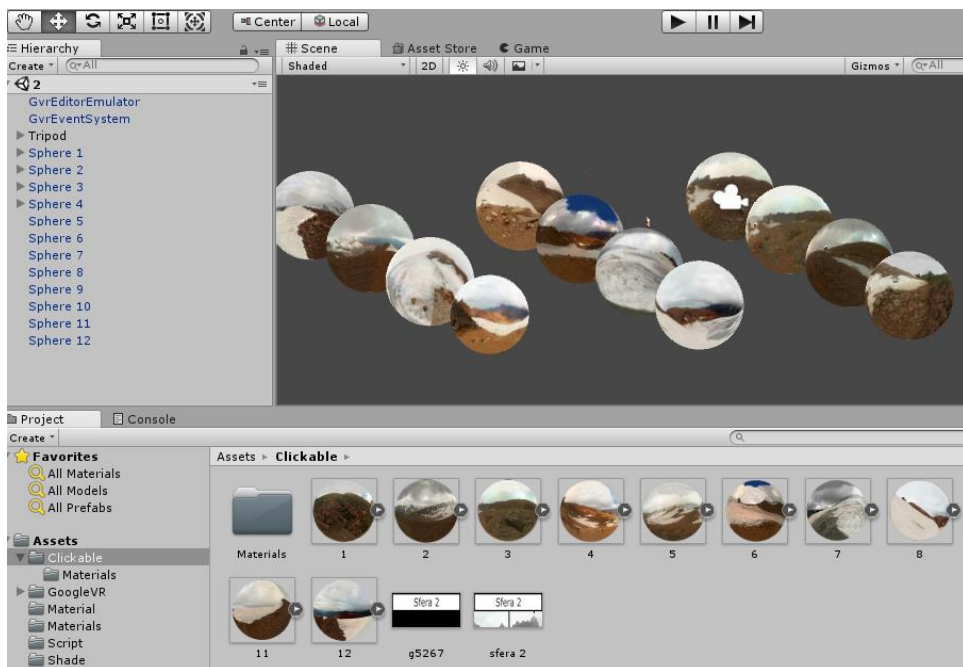 Center Local
Hierarchy
Create All
2
GvrEditorEmulator
GvrEventSystem
Tripod
Sphere 1
Sphere 2
Sphere 3
Sphere 4
Sphere 5
Sphere 6
Sphere 7
Sphere 8
Sphere 9
Sphere 10
Sphere 11
Sphere 12
Scene Asset Store Game
Shaded 2D Gizmos All
Project Console
Create
Favorites
All Materials
All Models
All Prefabs
Assets
Clickable
Materials
GoogleVR
Material
Materials
Script
Shade
Assets Clickable
Materials 1 2 3 4 5 6 7 8
Sfera 2 Sfera 2
11 12 g5267 sfera 2